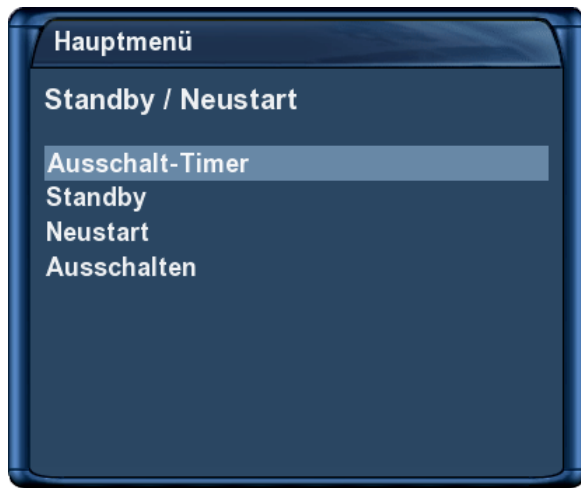 Hauptmenü
Standby / Neustart
Ausschalt-Timer
Standby
Neustart
Ausschalten